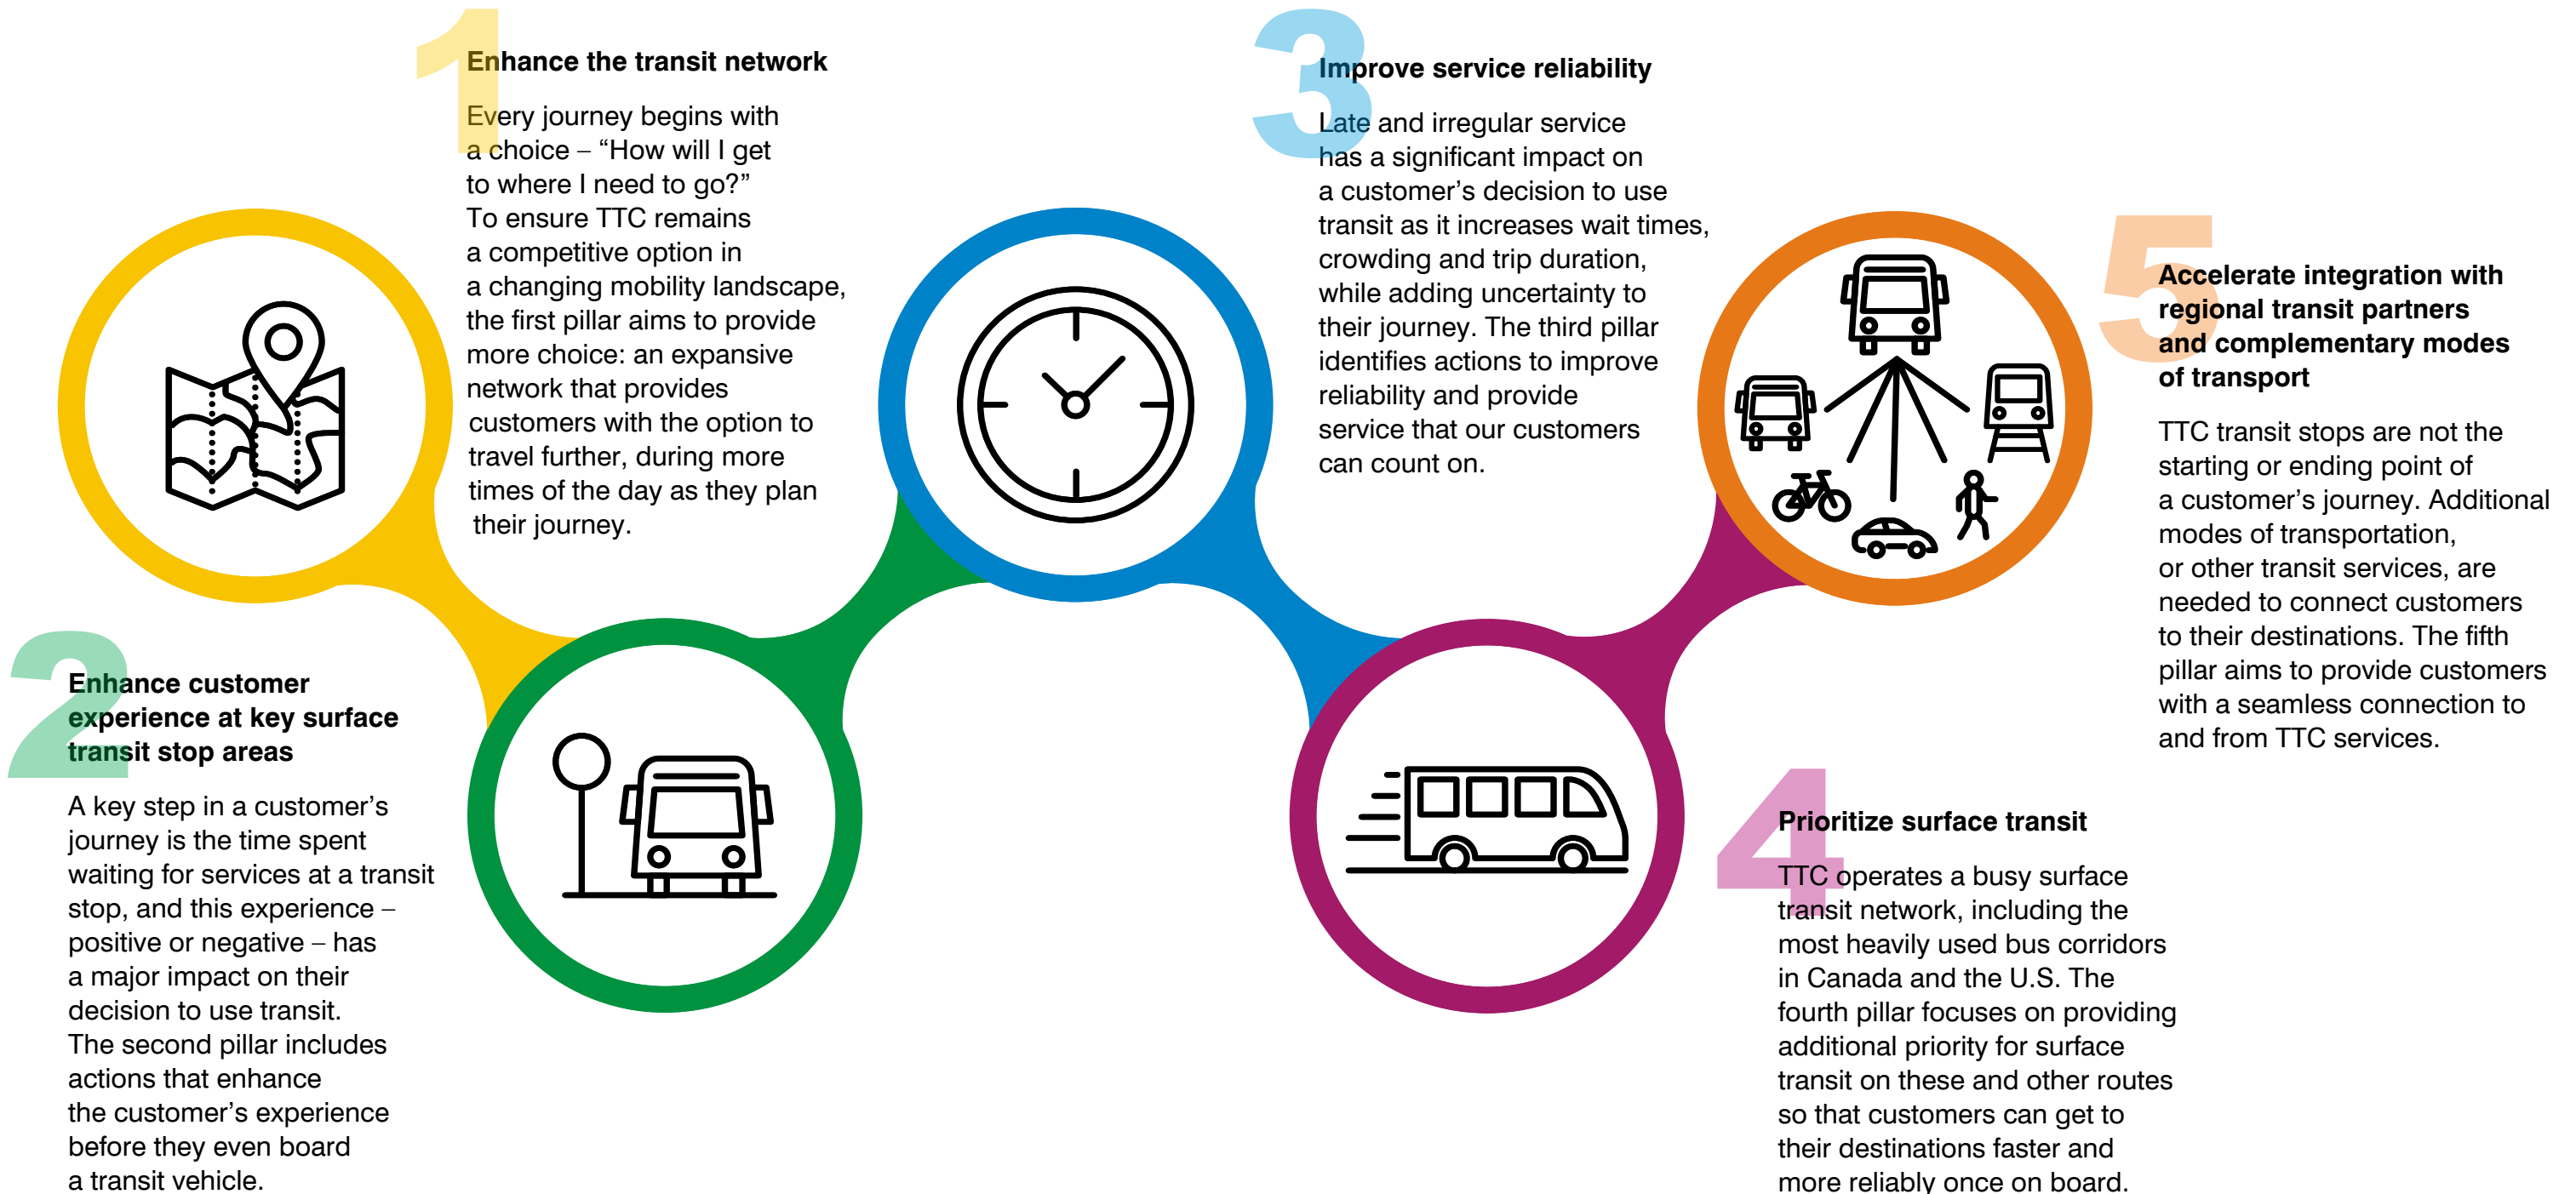 1
Enhance the transit network
Every journey begins with
a choice – “How will I get
to where I need to go?”
To ensure TTC remains
a competitive option in
a changing mobility landscape,
the first pillar aims to provide
more choice: an expansive
network that provides
customers with the option to
travel further, during more
times of the day as they plan
their journey.
2
Enhance customer
experience at key surface
transit stop areas
A key step in a customer’s
journey is the time spent
waiting for services at a transit
stop, and this experience –
positive or negative – has
a major impact on their
decision to use transit.
The second pillar includes
actions that enhance
the customer’s experience
before they even board
a transit vehicle.
3
Improve service reliability
Late and irregular service
has a significant impact on
a customer’s decision to use
transit as it increases wait times,
crowding and trip duration,
while adding uncertainty to
their journey. The third pillar
identifies actions to improve
reliability and provide
service that our customers
can count on.
4
Prioritize surface transit
TTC operates a busy surface
transit network, including the
most heavily used bus corridors
in Canada and the U.S. The
fourth pillar focuses on providing
additional priority for surface
transit on these and other routes
so that customers can get to
their destinations faster and
more reliably once on board.
5
Accelerate integration with
regional transit partners
and complementary modes
of transport
TTC transit stops are not the
starting or ending point of
a customer’s journey. Additional
modes of transportation,
or other transit services, are
needed to connect customers
to their destinations. The fifth
pillar aims to provide customers
with a seamless connection to
and from TTC services.